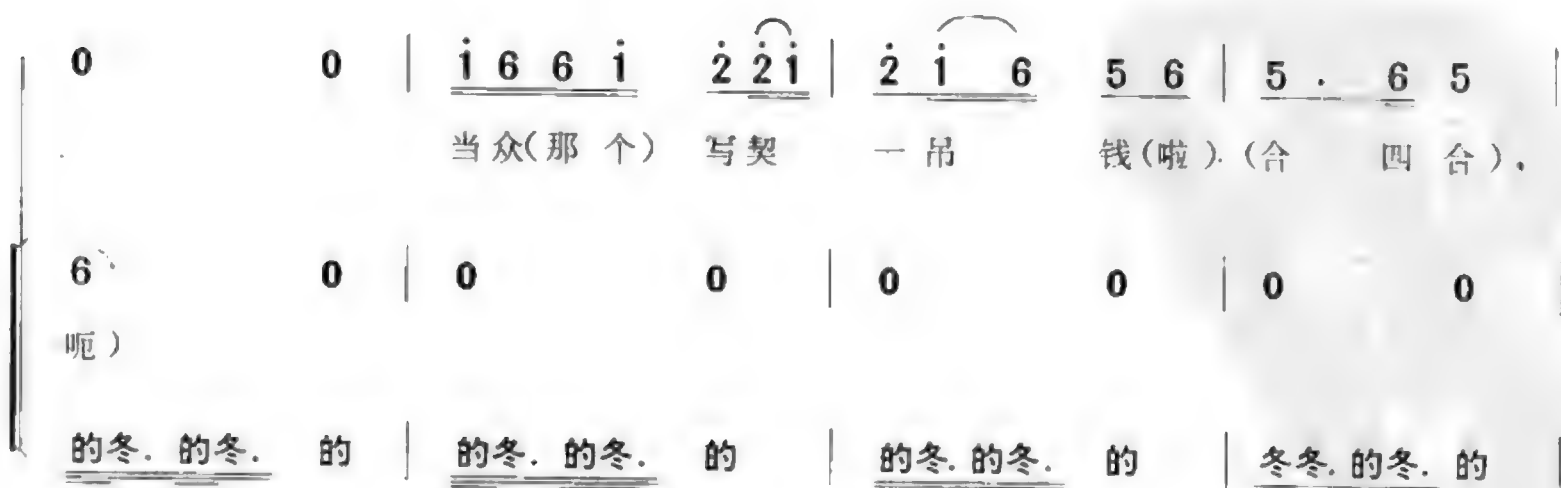 0 0 | i̇ 6 6 i̇ 2̇ 2̇ i̇ | 2̇ i̇ 6 5 6 | 5 · 6 5 |
当众(那个) 写契 一吊 钱(啦).(合 四 合).
6 0 | 0 0 | 0 0 | 0 0 |
呃)
的冬. 的冬. 的 | 的冬. 的冬. 的 | 的冬. 的冬. 的 | 冬冬. 的冬. 的 |